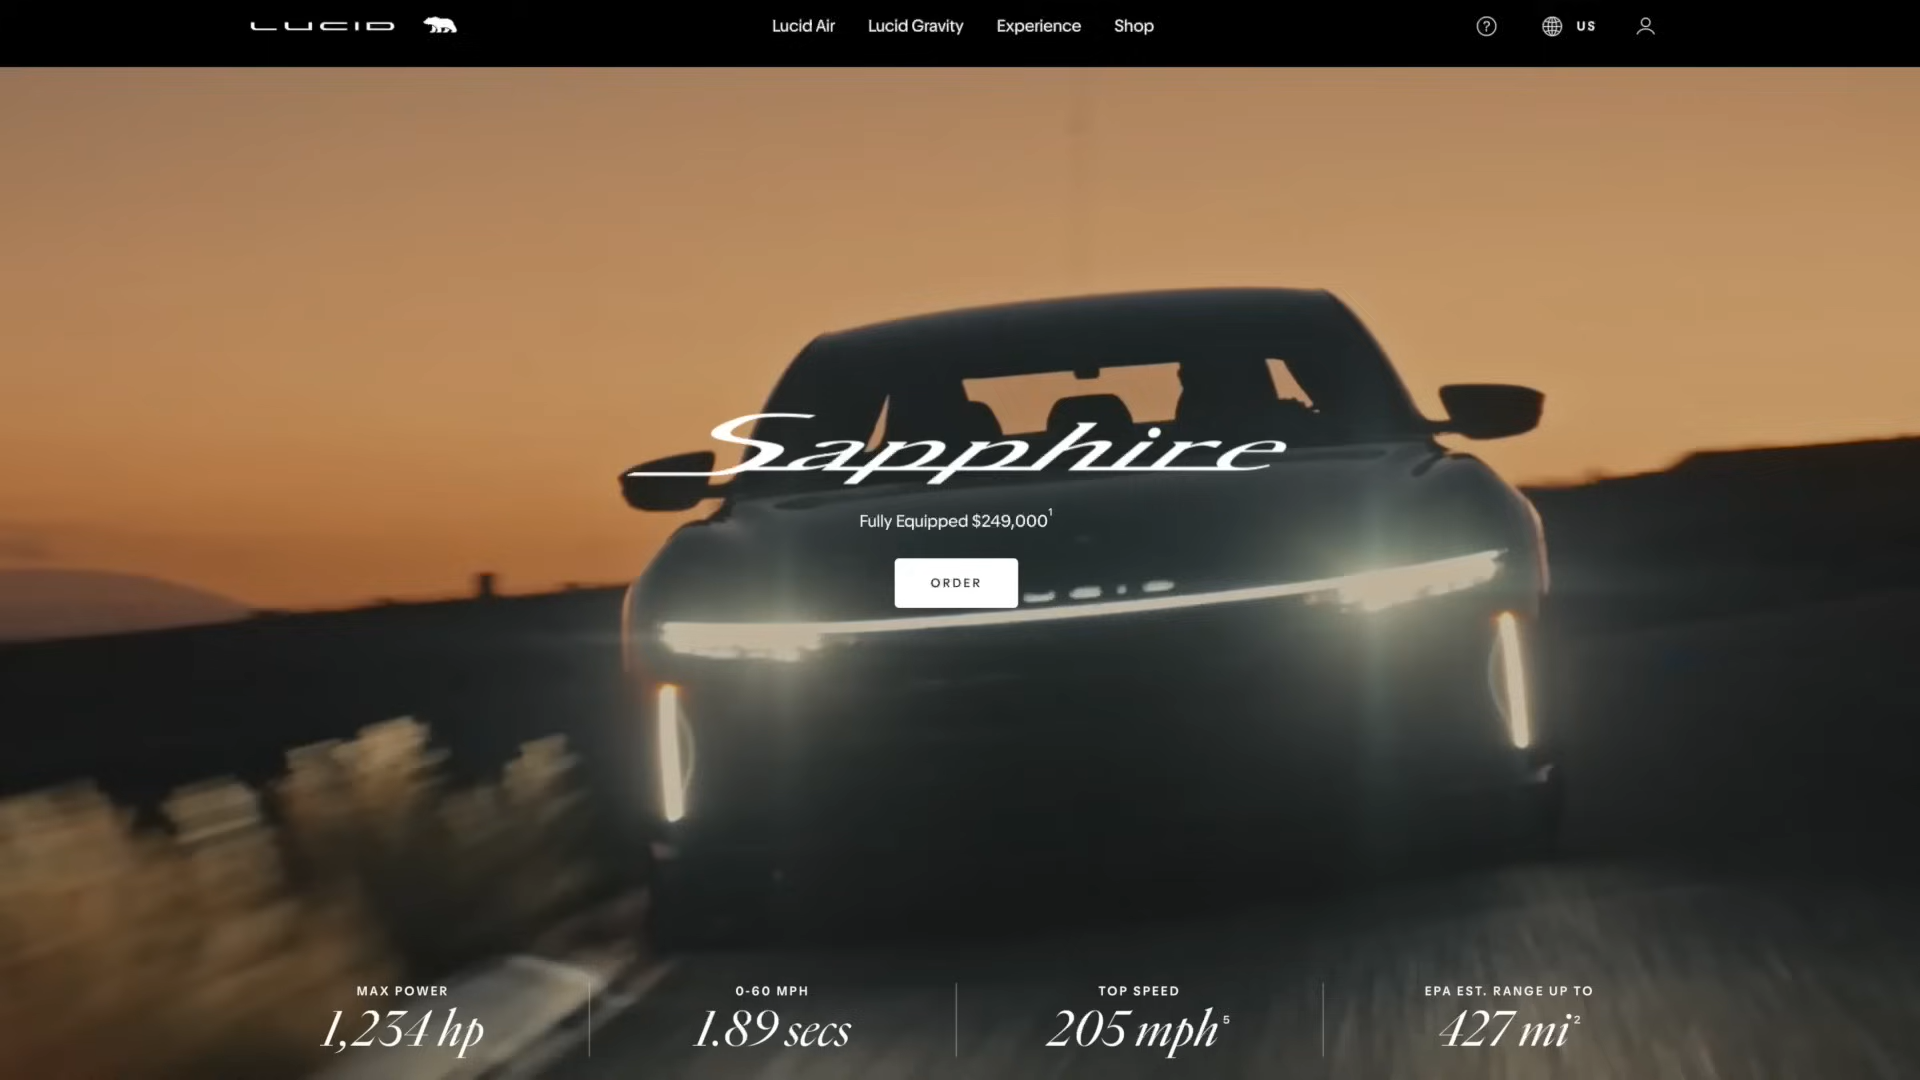 LUCID
Lucid Air
Lucid Gravity
Experience
Shop
?
US
Sapphire
Fully Equipped $249,000¹
ORDER
MAX POWER
1,234 hp
0-60 MPH
1.89 secs
TOP SPEED
205 mph⁵
EPA EST. RANGE UP TO
427 mi²